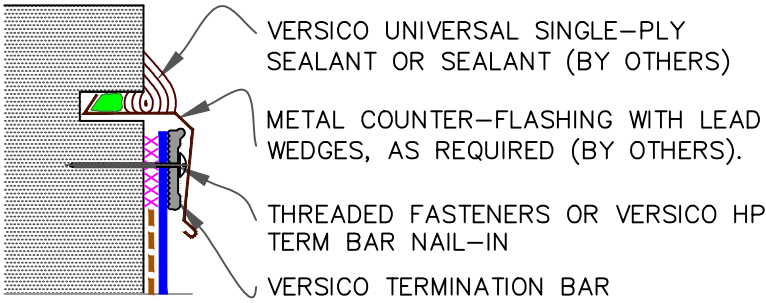 VERSICO UNIVERSAL SINGLE-PLY
SEALANT OR SEALANT (BY OTHERS)
METAL COUNTER-FLASHING WITH LEAD
WEDGES, AS REQUIRED (BY OTHERS).
THREADED FASTENERS OR VERSICO HP
TERM BAR NAIL-IN
VERSICO TERMINATION BAR